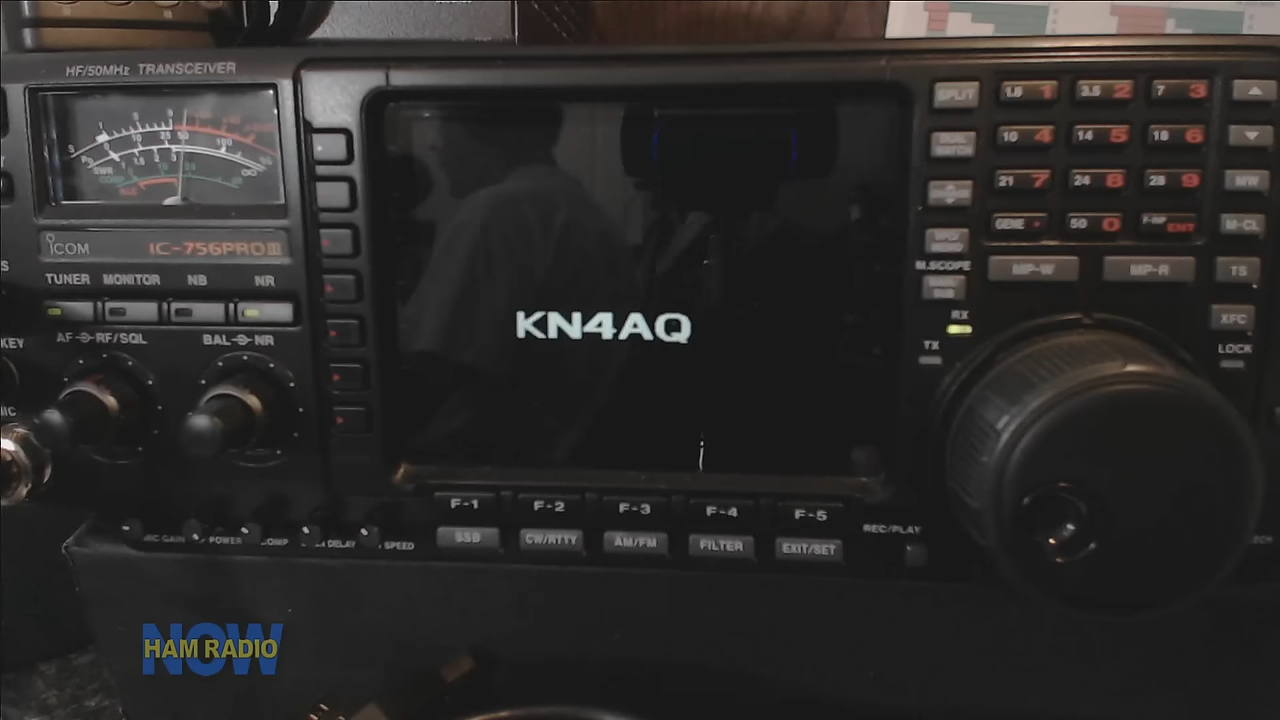 HF/50MHz TRANSCEIVER
ICOM IC-756PROIII
TUNER MONITOR NB NR
AF RF/SQL BAL NR
KN4AQ
SPLIT
1.8 1 3.5 2 7 3
10 4 14 5 18 6
21 7 24 8 28 9
GENE • 50 0 F-INP ENT
MW
M-CL
M.SCOPE
MP-W MP-R TS
XFC
RX
TX
LOCK
F-1 F-2 F-3 F-4 F-5
SSB CW/RTTY AM/FM FILTER EXIT/SET
REC/PLAY
MIC GAIN POWER COMP DELAY SPEED
HAM RADIO
NOW